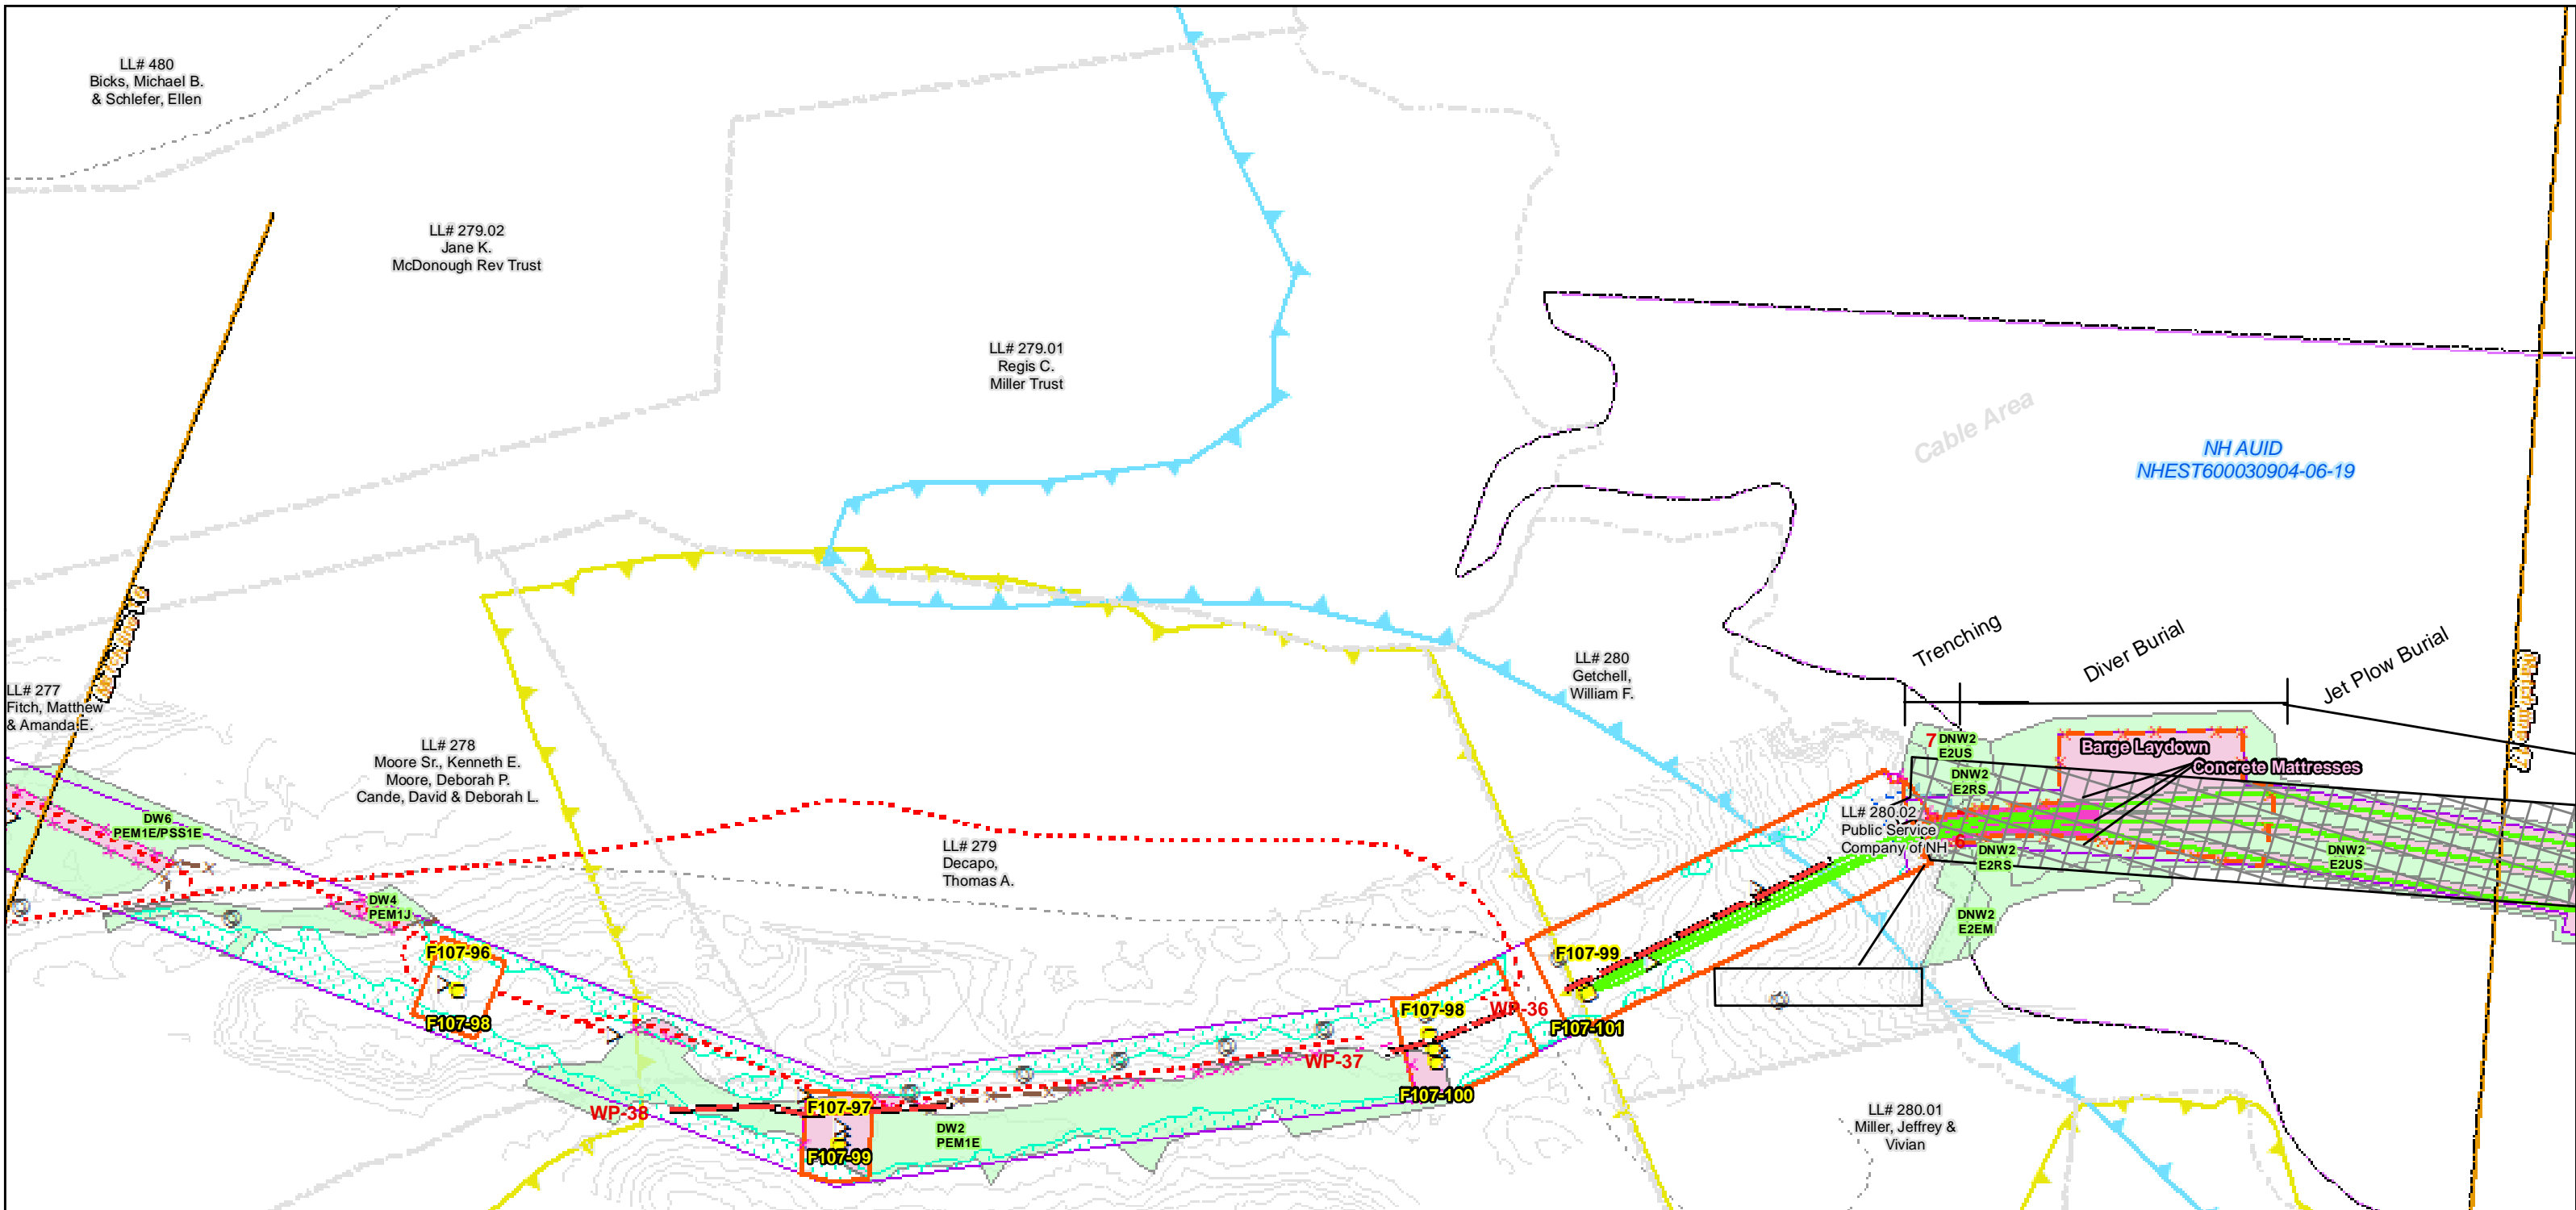 LL# 480
Bicks, Michael B.
& Schlefer, Ellen
LL# 279.02
Jane K.
McDonough Rev Trust
LL# 279.01
Regis C.
Miller Trust
Cable Area
NH AUID
NHEST600030904-06-19
LL# 277
Fitch, Matthew
& Amanda E.
LL# 278
Moore Sr., Kenneth E.
Moore, Deborah P.
Cande, David & Deborah L.
LL# 280
Getchell,
William F.
Trenching
Diver Burial
Jet Plow Burial
7
DNW2
E2US
Barge Laydown
Concrete Mattresses
DNW2
E2RS
LL# 280.02
Public Service
Company of NH
6
DNW2
E2RS
DNW2
E2US
DNW2
E2EM
DW6
PEM1E/PSS1E
DW4
PEM1J
LL# 279
Decapo,
Thomas A.
F107-96
F107-98
F107-99
F107-98
WP-36
F107-101
WP-37
F107-100
WP-38
F107-97
F107-99
DW2
PEM1E
LL# 280.01
Miller, Jeffrey &
Vivian